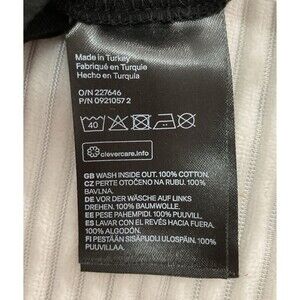 Made in Turkey
Fabriqué en Turquie
Hecho en Turquía
O/N 227646
P/N 0921057 2
40
clevercare.info
GB WASH INSIDE OUT. 100% COTTON.
CZ PERTE OTOČENO NA RUBU. 100%
BAVLNA.
DE VOR DER WÄSCHE AUF LINKS
DREHEN. 100% BAUMWOLLE.
EE PESE PAHEMPIDI. 100% PUUVILL.
ES LAVAR CON EL REVÉS HACIA FUERA.
100% COTTON.
FI PESTÄÄN SISÄPUOLI ULOSPÄIN. 100%
PUUVILLAA.